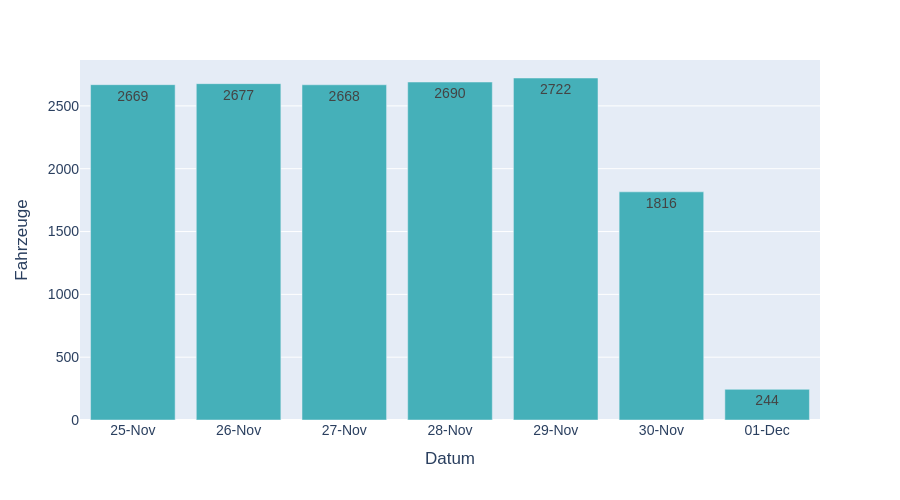 2669
2677
2668
2690
2722
1816
244
2500
2000
1500
1000
500
0
Fahrzeuge
25-Nov
26-Nov
27-Nov
28-Nov
29-Nov
30-Nov
01-Dec
Datum